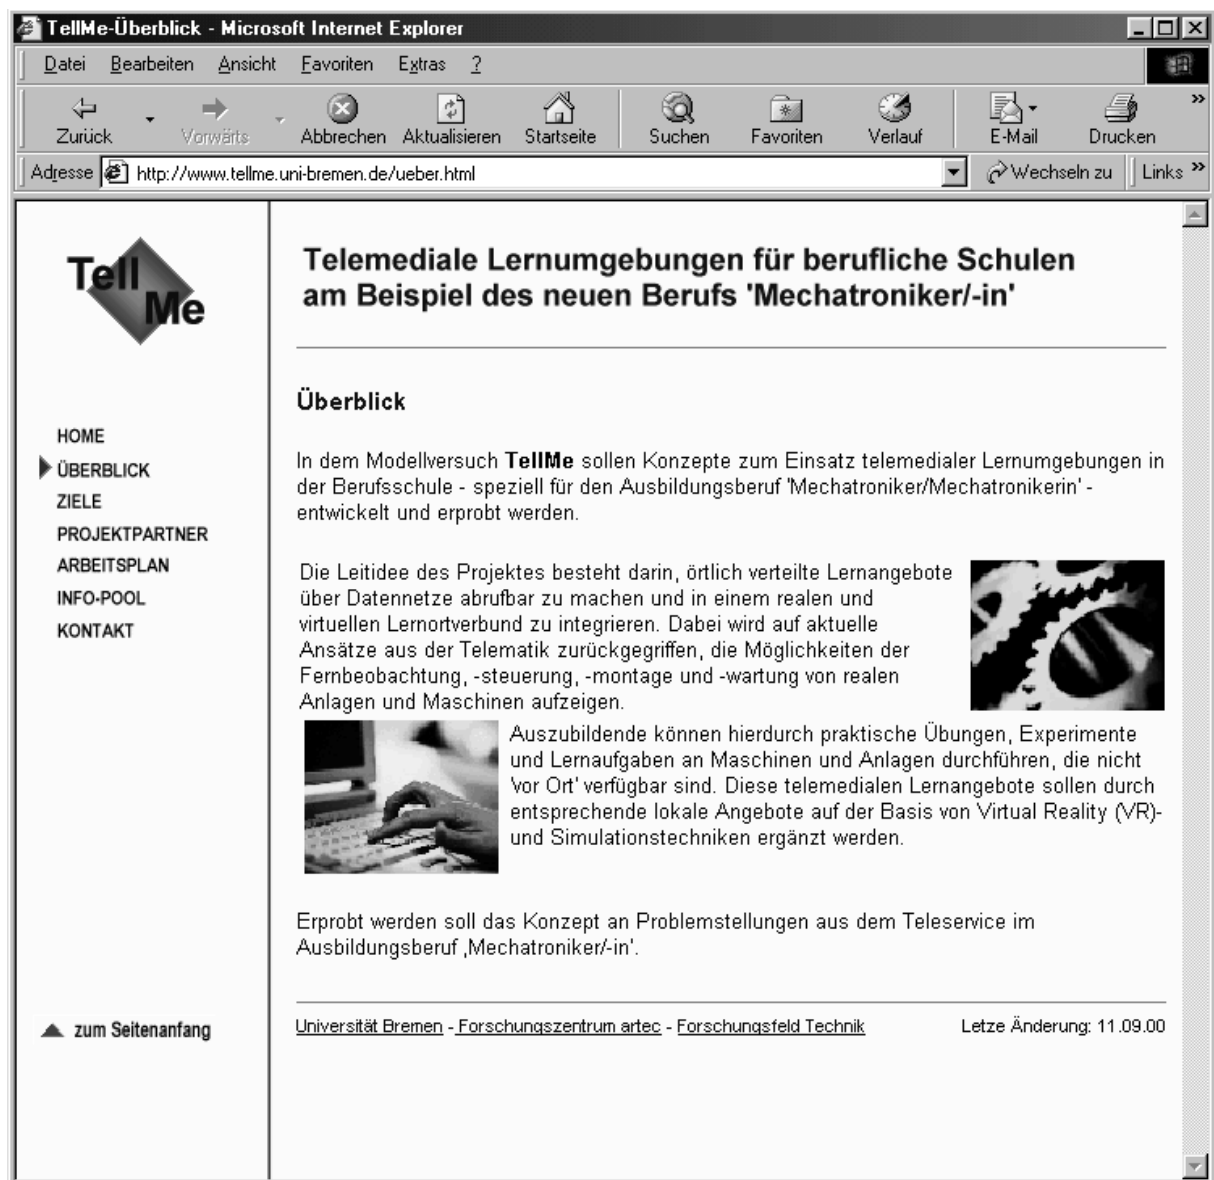 TellMe-Überblick - Microsoft Internet Explorer
Datei Bearbeiten Ansicht Favoriten Extras ?
Zurück Vorwärts Abbrechen Aktualisieren Startseite Suchen Favoriten Verlauf E-Mail Drucken »
Adresse http://www.tellme.uni-bremen.de/ueber.html Wechseln zu Links »
Tell
Me
Telemediale Lernumgebungen für berufliche Schulen
am Beispiel des neuen Berufs 'Mechatroniker/-in'
HOME
ÜBERBLICK
ZIELE
PROJEKTPARTNER
ARBEITSPLAN
INFO-POOL
KONTAKT
zum Seitenanfang
Überblick
In dem Modellversuch TellMe sollen Konzepte zum Einsatz telemedialer Lernumgebungen in
der Berufsschule - speziell für den Ausbildungsberuf 'Mechatroniker/Mechatronikerin' -
entwickelt und erprobt werden.
Die Leitidee des Projektes besteht darin, örtlich verteilte Lernangebote
über Datennetze abrufbar zu machen und in einem realen und
virtuellen Lernortverbund zu integrieren. Dabei wird auf aktuelle
Ansätze aus der Telematik zurückgegriffen, die Möglichkeiten der
Fernbeobachtung, -steuerung, -montage und -wartung von realen
Anlagen und Maschinen aufzeigen.
Auszubildende können hierdurch praktische Übungen, Experimente
und Lernaufgaben an Maschinen und Anlagen durchführen, die nicht
'vor Ort' verfügbar sind. Diese telemedialen Lernangebote sollen durch
entsprechende lokale Angebote auf der Basis von Virtual Reality (VR)-
und Simulationstechniken ergänzt werden.
Erprobt werden soll das Konzept an Problemstellungen aus dem Teleservice im
Ausbildungsberuf ‚Mechatroniker/-in'.
Universität Bremen - Forschungszentrum artec - Forschungsfeld Technik Letze Änderung: 11.09.00